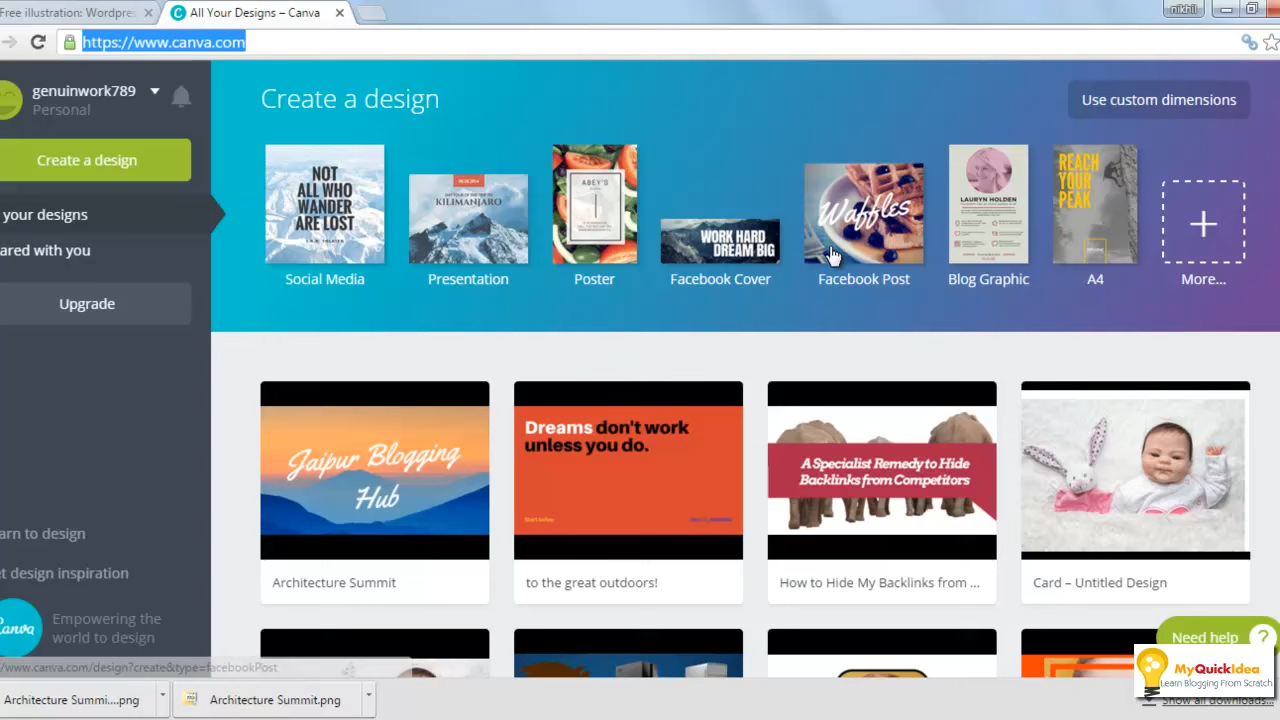 Free illustration: Wordpres
All Your Designs – Canva
nikhil
https://www.canva.com
genuinwork789
Personal
Create a design
your designs
ared with you
Upgrade
arn to design
t design inspiration
Canva
Empowering the
world to design
Create a design
Use custom dimensions
NOT
ALL WHO
WANDER
ARE LOST
KILIMANJARO
ABEY'S
WORK HARD
DREAM BIG
Waffles
LAURYN HOLDEN
REACH
YOUR
PEAK
Social Media
Presentation
Poster
Facebook Cover
Facebook Post
Blog Graphic
A4
More...
Jaipur Blogging
Hub
Dreams don't work
unless you do.
A Specialist Remedy to Hide
Backlinks from Competitors
Architecture Summit
to the great outdoors!
How to Hide My Backlinks from ...
Card – Untitled Design
Need help
?
/www.canva.com/design?create&type=facebookPost
Architecture Summi....png
Architecture Summit.png
MyQuickIdea
Learn Blogging From Scratch
Show all downloads...